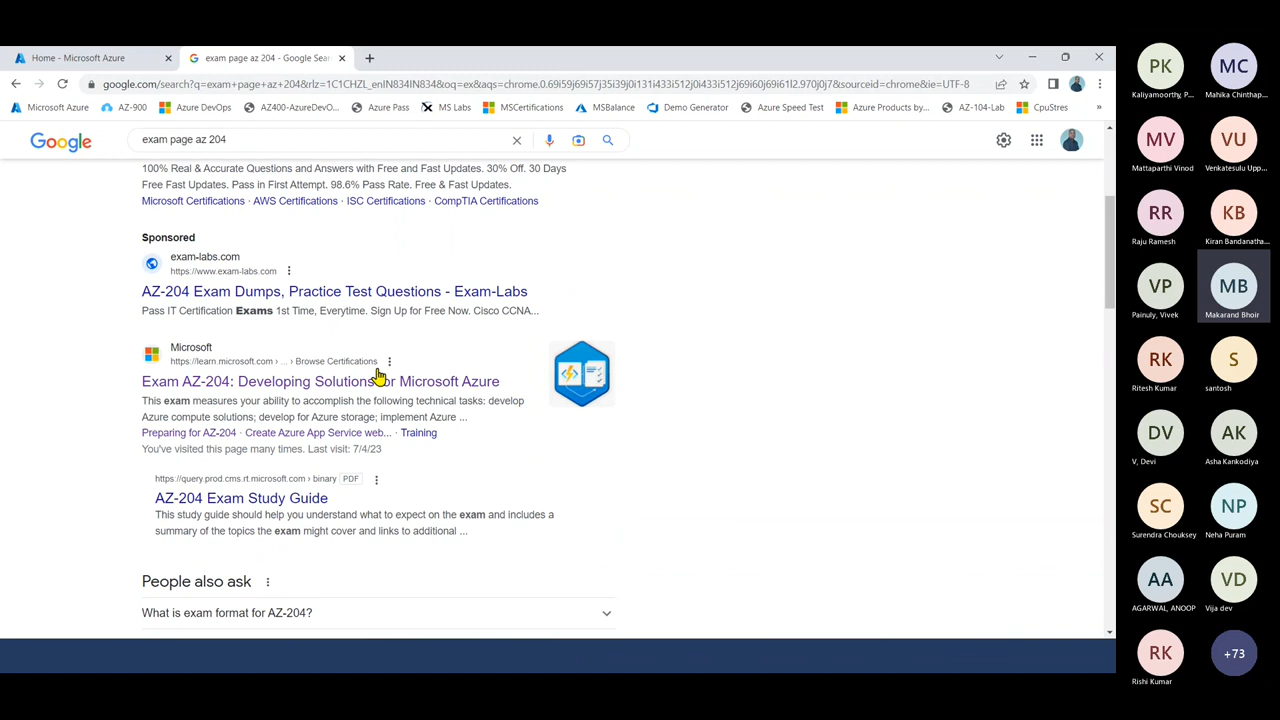 Home - Microsoft Azure
exam page az 204 - Google Sear
google.com/search?q=exam+page+az+204&rlz=1C1CHZL_enIN834IN834&oq=ex&aqs=chrome.0.69i59j69i57j35i39j0i131i433i512j0i433i512j69i60j69i61l2.970j0j7&sourceid=chrome&ie=UTF-8
Microsoft Azure
AZ-900
Azure DevOps
AZ400-AzureDevO...
Azure Pass
MS Labs
MSCertifications
MSBalance
Demo Generator
Azure Speed Test
Azure Products by...
AZ-104-Lab
CpuStres
»
Google
exam page az 204
100% Real & Accurate Questions and Answers with Free and Fast Updates. 30% Off. 30 Days
Free Fast Updates. Pass in First Attempt. 98.6% Pass Rate. Free & Fast Updates.
Microsoft Certifications · AWS Certifications · ISC Certifications · CompTIA Certifications
Sponsored
exam-labs.com
https://www.exam-labs.com
AZ-204 Exam Dumps, Practice Test Questions - Exam-Labs
Pass IT Certification Exams 1st Time, Everytime. Sign Up for Free Now. Cisco CCNA...
Microsoft
https://learn.microsoft.com › ... › Browse Certifications
Exam AZ-204: Developing Solutions for Microsoft Azure
This exam measures your ability to accomplish the following technical tasks: develop
Azure compute solutions; develop for Azure storage; implement Azure ...
Preparing for AZ-204 · Create Azure App Service web... · Training
You've visited this page many times. Last visit: 7/4/23
https://query.prod.cms.rt.microsoft.com › binary PDF
AZ-204 Exam Study Guide
This study guide should help you understand what to expect on the exam and includes a
summary of the topics the exam might cover and links to additional ...
People also ask
What is exam format for AZ-204?
PK
Kaliyamoorthy, P...
MC
Mahika Chinthap...
MV
Mattaparthi Vinod
VU
Venkatesulu Upp...
RR
Raju Ramesh
KB
Kiran Bandanatha...
VP
Painuly, Vivek
MB
Makarand Bhoir
RK
Ritesh Kumar
S
santosh
DV
V, Devi
AK
Asha Kankodiya
SC
Surendra Chouksey
NP
Neha Puram
AA
AGARWAL, ANOOP
VD
Vija dev
RK
Rishi Kumar
+73